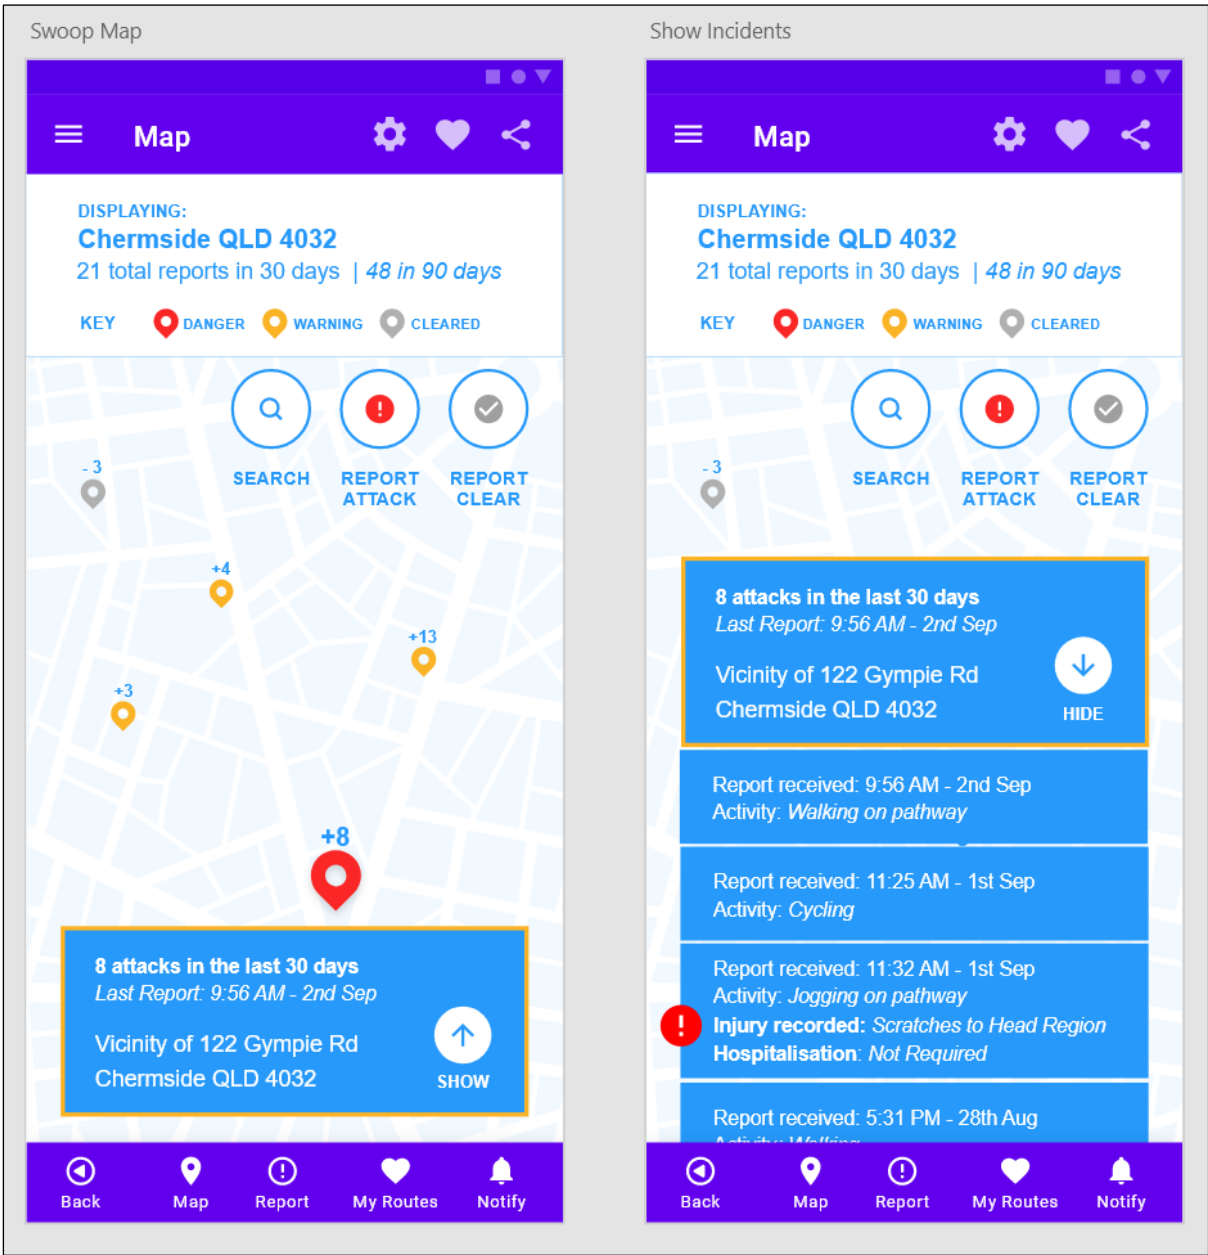 Swoop Map
Map
DISPLAYING:
Chermside QLD 4032
21 total reports in 30 days | 48 in 90 days
KEY DANGER WARNING CLEARED
SEARCH
REPORT ATTACK
REPORT CLEAR
- 3
+4
+13
+3
+8
8 attacks in the last 30 days
Last Report: 9:56 AM - 2nd Sep
Vicinity of 122 Gympie Rd
Chermside QLD 4032
SHOW
Back Map Report My Routes Notify
Show Incidents
Map
DISPLAYING:
Chermside QLD 4032
21 total reports in 30 days | 48 in 90 days
KEY DANGER WARNING CLEARED
SEARCH
REPORT ATTACK
REPORT CLEAR
- 3
8 attacks in the last 30 days
Last Report: 9:56 AM - 2nd Sep
Vicinity of 122 Gympie Rd
Chermside QLD 4032
HIDE
Report received: 9:56 AM - 2nd Sep
Activity: Walking on pathway
Report received: 11:25 AM - 1st Sep
Activity: Cycling
Report received: 11:32 AM - 1st Sep
Activity: Jogging on pathway
Injury recorded: Scratches to Head Region
Hospitalisation: Not Required
Report received: 5:31 PM - 28th Aug
Activity: Walking
Back Map Report My Routes Notify